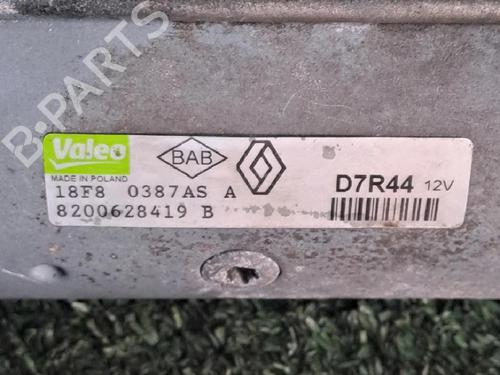 B-PARTS
Valeo
MADE IN POLAND
BAB
18F8 0387AS A
8200628419 B
D7R44 12V